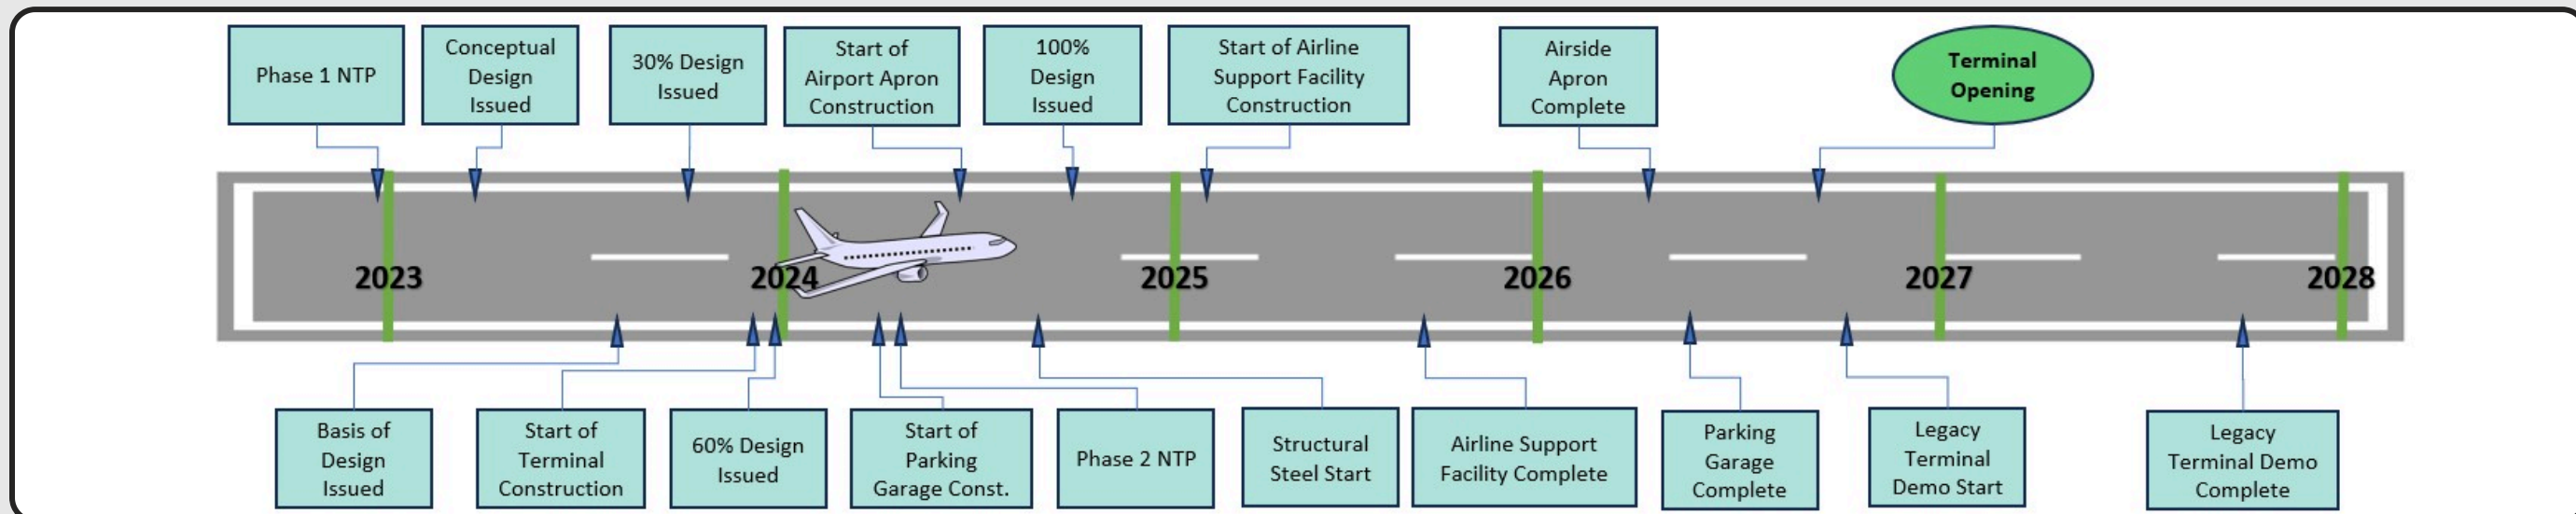 Phase 1 NTP
Conceptual
Design
Issued
30% Design
Issued
Start of
Airport Apron
Construction
100%
Design
Issued
Start of Airline
Support Facility
Construction
Airside
Apron
Complete
Terminal
Opening
2023
2024
2025
2026
2027
2028
Basis of
Design
Issued
Start of
Terminal
Construction
60% Design
Issued
Start of
Parking
Garage Const.
Phase 2 NTP
Structural
Steel Start
Airline Support
Facility Complete
Parking
Garage
Complete
Legacy
Terminal
Demo Start
Legacy
Terminal Demo
Complete